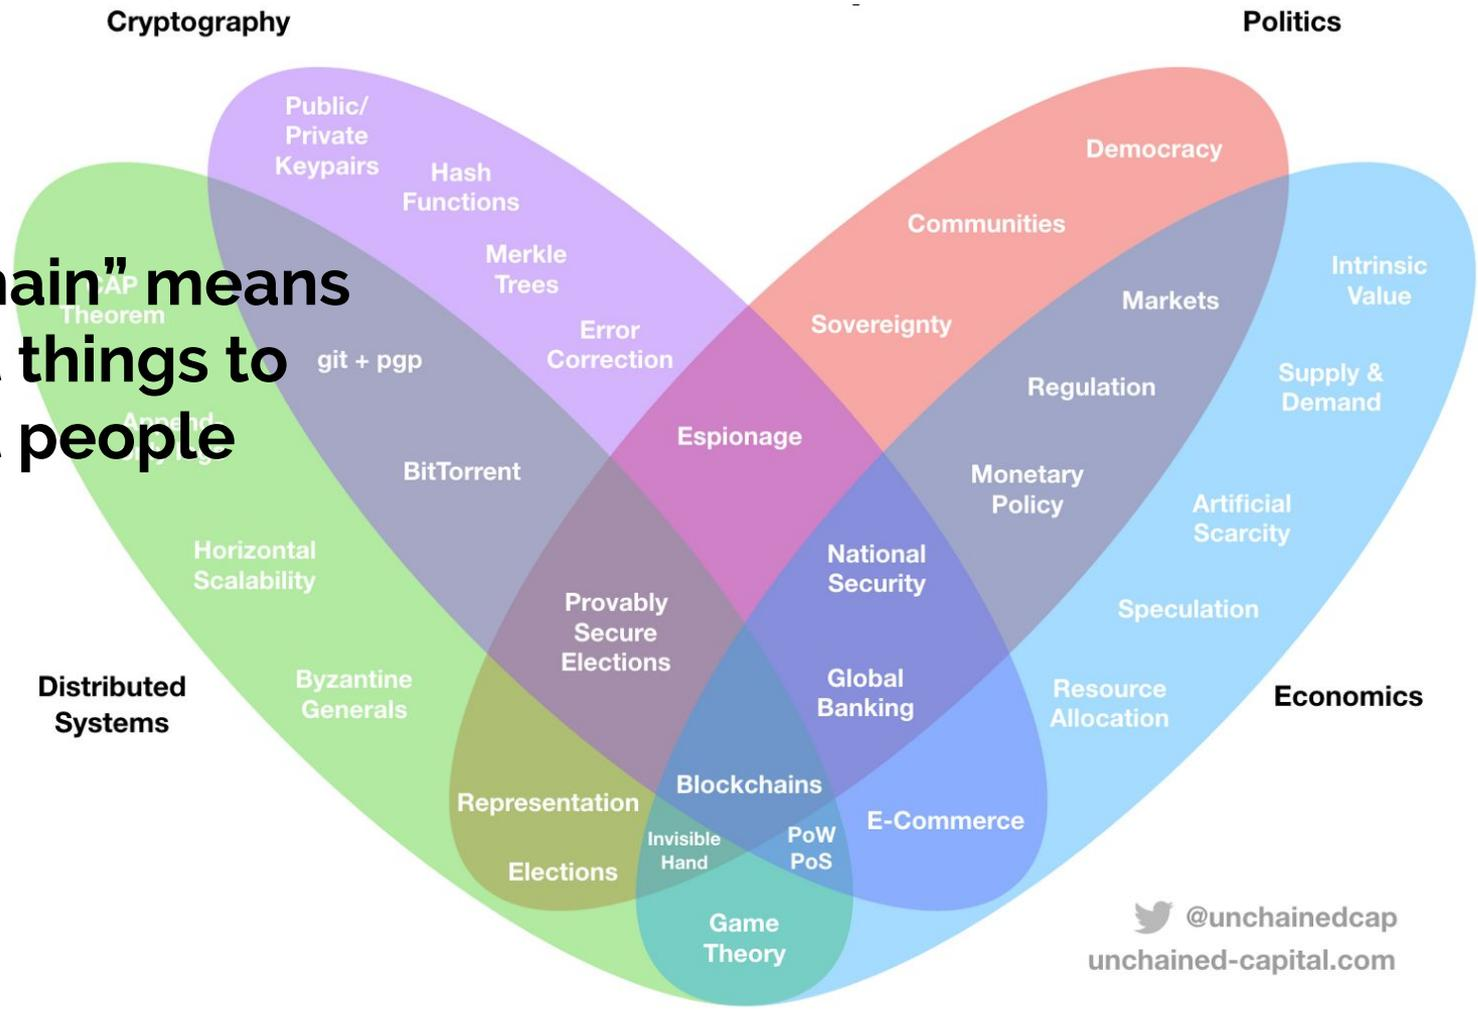 Cryptography
Politics
Public/
Private
Keypairs
Hash
Functions
Merkle
Trees
Error
Correction
Democracy
Communities
Sovereignty
Markets
Intrinsic
Value
Regulation
Supply &
Demand
Monetary
Policy
Artificial
Scarcity
Speculation
Resource
Allocation
Economics
CAP
Theorem
hain” means
things to
people
git + pgp
Append
BitTorrent
Horizontal
Scalability
Distributed
Systems
Byzantine
Generals
Espionage
National
Security
Provably
Secure
Elections
Global
Banking
Blockchains
Representation
Elections
Invisible
Hand
PoW
PoS
E-Commerce
Game
Theory
@unchainedcap
unchained-capital.com